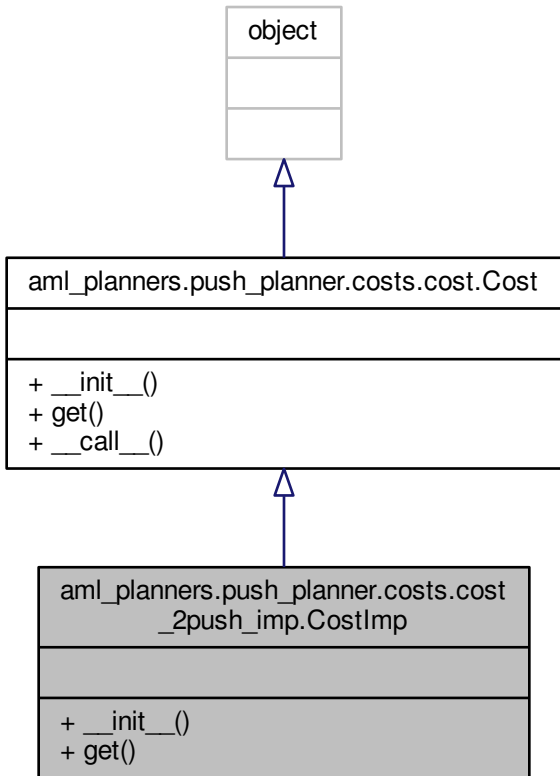 object
aml_planners.push_planner.costs.cost.Cost
+ __init__()
+ get()
+ __call__()
aml_planners.push_planner.costs.cost
_2push_imp.CostImp
+ __init__()
+ get()